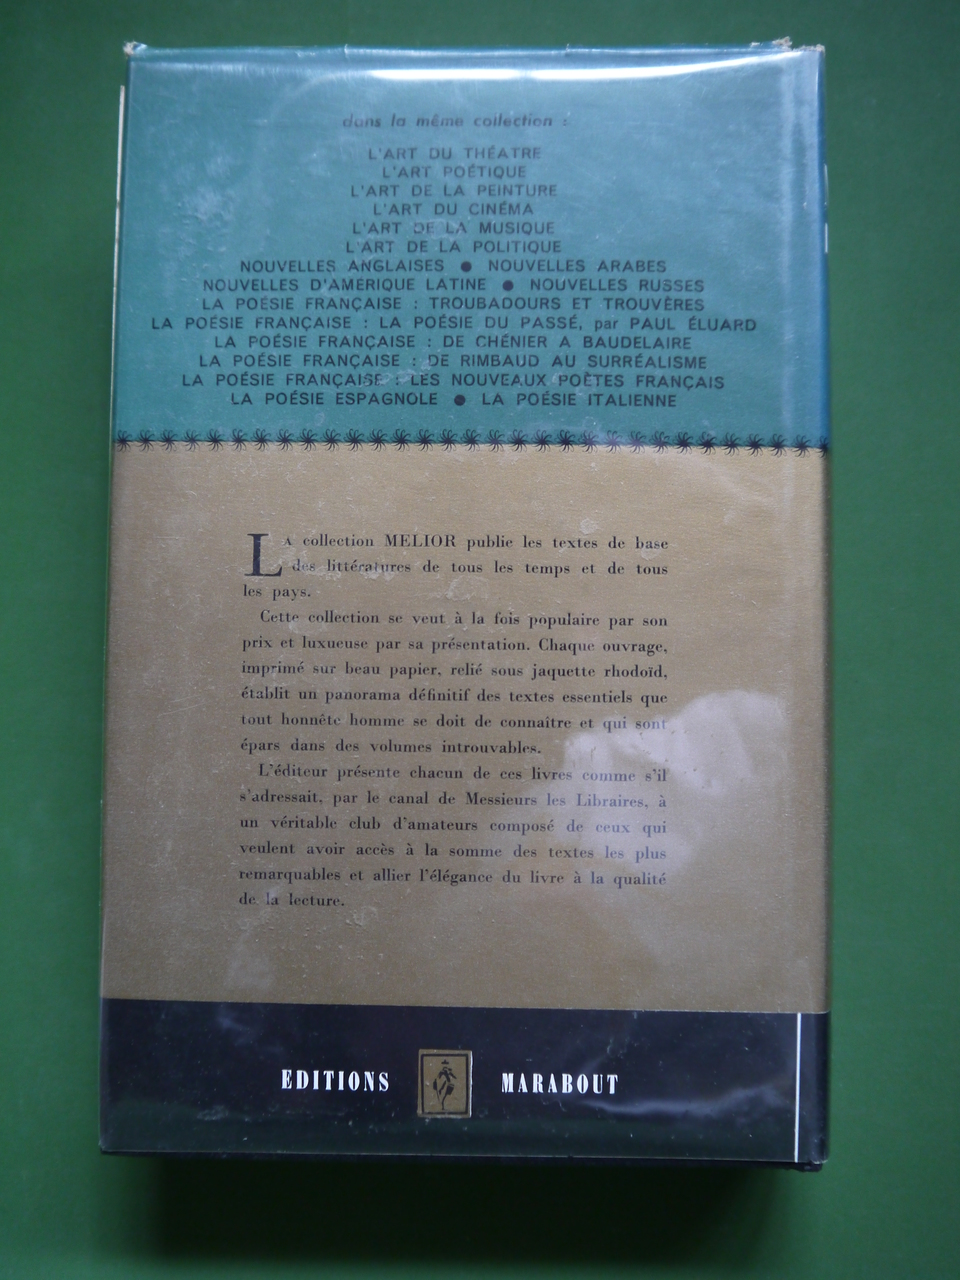 dans la même collection :
L'ART DU THÉATRE
L'ART POÉTIQUE
L'ART DE LA PEINTURE
L'ART DU CINÉMA
L'ART DE LA MUSIQUE
L'ART DE LA POLITIQUE
NOUVELLES ANGLAISES ● NOUVELLES ARABES
NOUVELLES D'AMÉRIQUE LATINE ● NOUVELLES RUSSES
LA POÉSIE FRANÇAISE : TROUBADOURS ET TROUVÈRES
LA POÉSIE FRANÇAISE : LA POÉSIE DU PASSÉ, par PAUL ÉLUARD
LA POÉSIE FRANÇAISE : DE CHÉNIER A BAUDELAIRE
LA POÉSIE FRANÇAISE : DE RIMBAUD AU SURRÉALISME
LA POÉSIE FRANÇAISE : LES NOUVEAUX POÈTES FRANÇAIS
LA POÉSIE ESPAGNOLE ● LA POÉSIE ITALIENNE
LA collection MELIOR publie les textes de base
des littératures de tous les temps et de tous
les pays.
Cette collection se veut à la fois populaire par son
prix et luxueuse par sa présentation. Chaque ouvrage,
imprimé sur beau papier, relié sous jaquette rhodoïd,
établit un panorama définitif des textes essentiels que
tout honnête homme se doit de connaître et qui sont
épars dans des volumes introuvables.
L'éditeur présente chacun de ces livres comme s'il
s'adressait, par le canal de Messieurs les Libraires, à
un véritable club d'amateurs composé de ceux qui
veulent avoir accès à la somme des textes les plus
remarquables et allier l'élégance du livre à la qualité
de la lecture.
EDITIONS MARABOUT